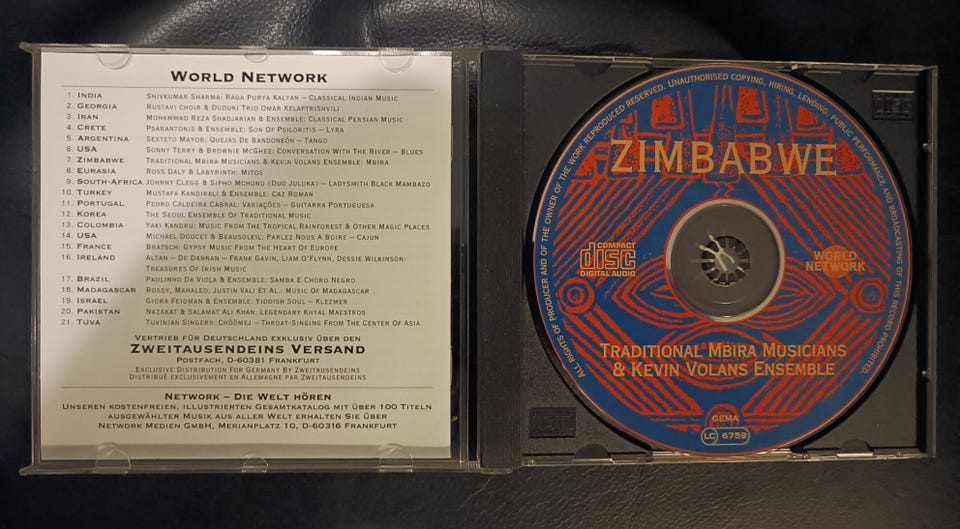 World Network
1. India Shivkumar Sharma: Raga Purya Kalyan – Classical Indian Music
2. Georgia Rustavi Choir & Duduki Trio Omar Kelaptrishvili
3. Iran Mohammad Reza Shadjarian & Ensemble: Classical Persian Music
4. Crete Psarantonis & Ensemble: Son Of Psiloritis – Lyra
5. Argentina Sexteto Mayor: Quejas De Bandoneón – Tango
6. USA Sonny Terry & Brownie McGhee: Conversation With The River – Blues
7. Zimbabwe Traditional Mbira Musicians & Kevin Volans Ensemble: Mbira
8. Eurasia Ross Daly & Labyrinth: Mitos
9. South-Africa Johnny Clegg & Sipho Mchunu (Duo Juluka) – Ladysmith Black Mambazo
10. Turkey Mustafa Kandirali & Ensemble: Caz Roman
11. Portugal Pedro Caldeira Cabral: Variações – Guitarra Portuguesa
12. Korea The Seoul Ensemble Of Traditional Music
13. Colombia Yaki Kandru: Music From The Tropical Rainforest & Other Magic Places
14. USA Michael Doucet & Beausoleil: Parlez Nous A Boire – Cajun
15. France Bratsch: Gypsy Music From The Heart Of Europe
16. Ireland Altan – De Dannan – Frank Gavin, Liam O'Flynn, Dessie Wilkinson:
Treasures Of Irish Music
17. Brazil Paulinho Da Viola & Ensemble: Samba E Choro Negro
18. Madagascar Rossy, Mahaleo, Justin Vali Et Al.: Music Of Madagascar
19. Israel Giora Feidman & Ensemble: Yiddish Soul – Klezmer
20. Pakistan Nazakat & Salamat Ali Khan: Legendary Khyal Maestros
21. Tuva Tuvinian Singers: Chöömej – Throat-Singing From The Center Of Asia
Vertrieb für Deutschland exklusiv über den
Zweitausendeins Versand
Postfach, D-60381 Frankfurt
Exclusive Distribution For Germany By Zweitausendeins
Distribué exclusivement en Allemagne par Zweitausendeins
Network – Die Welt hören
Unseren kostenfreien, illustrierten Gesamtkatalog mit über 100 Titeln
ausgewählter Musik aus aller Welt erhalten Sie über
Network Medien GmbH, Merianplatz 10, D-60316 Frankfurt
All rights of producer and of the owner of the work reproduced reserved. Unauthorised copying, hiring, lending, public performance and broadcasting of this record prohibited.
Zimbabwe
COMPACT
disc
DIGITAL AUDIO
World
Network
Traditional Mbira Musicians
& Kevin Volans Ensemble
GEMA
LC 6759